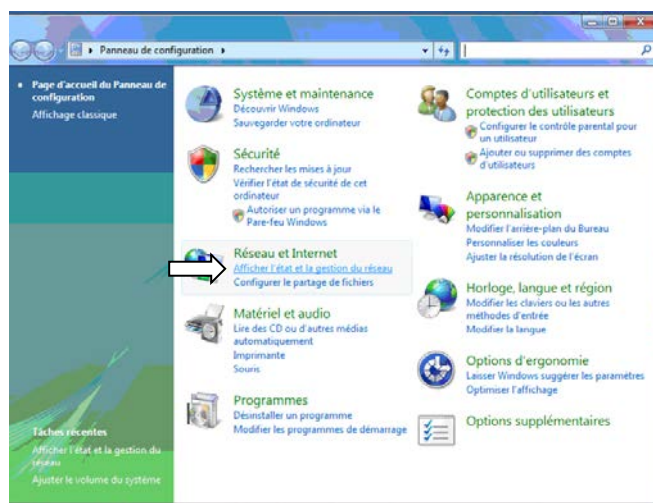 Panneau de configuration
Page d'accueil du Panneau de
configuration
Affichage classique
Système et maintenance
Découvrir Windows
Sauvegarder votre ordinateur
Sécurité
Rechercher les mises à jour
Vérifier l'état de sécurité de cet
ordinateur
Autoriser un programme via le
Pare-feu Windows
Réseau et Internet
Afficher l'état et la gestion du réseau
Configurer le partage de fichiers
Matériel et audio
Lire des CD ou d'autres médias
automatiquement
Imprimante
Souris
Programmes
Désinstaller un programme
Modifier les programmes de démarrage
Comptes d'utilisateurs et
protection des utilisateurs
Configurer le contrôle parental pour
un utilisateur
Ajouter ou supprimer des comptes
d'utilisateurs
Apparence et
personnalisation
Modifier l'arrière-plan du Bureau
Personnaliser les couleurs
Ajuster la résolution de l'écran
Horloge, langue et région
Modifier les claviers ou les autres
méthodes d'entrée
Modifier la langue
Options d'ergonomie
Laisser Windows suggérer les paramètres
Optimiser l'affichage
Options supplémentaires
Tâches récentes
Afficher l'état et la gestion du
réseau
Ajuster le volume du système